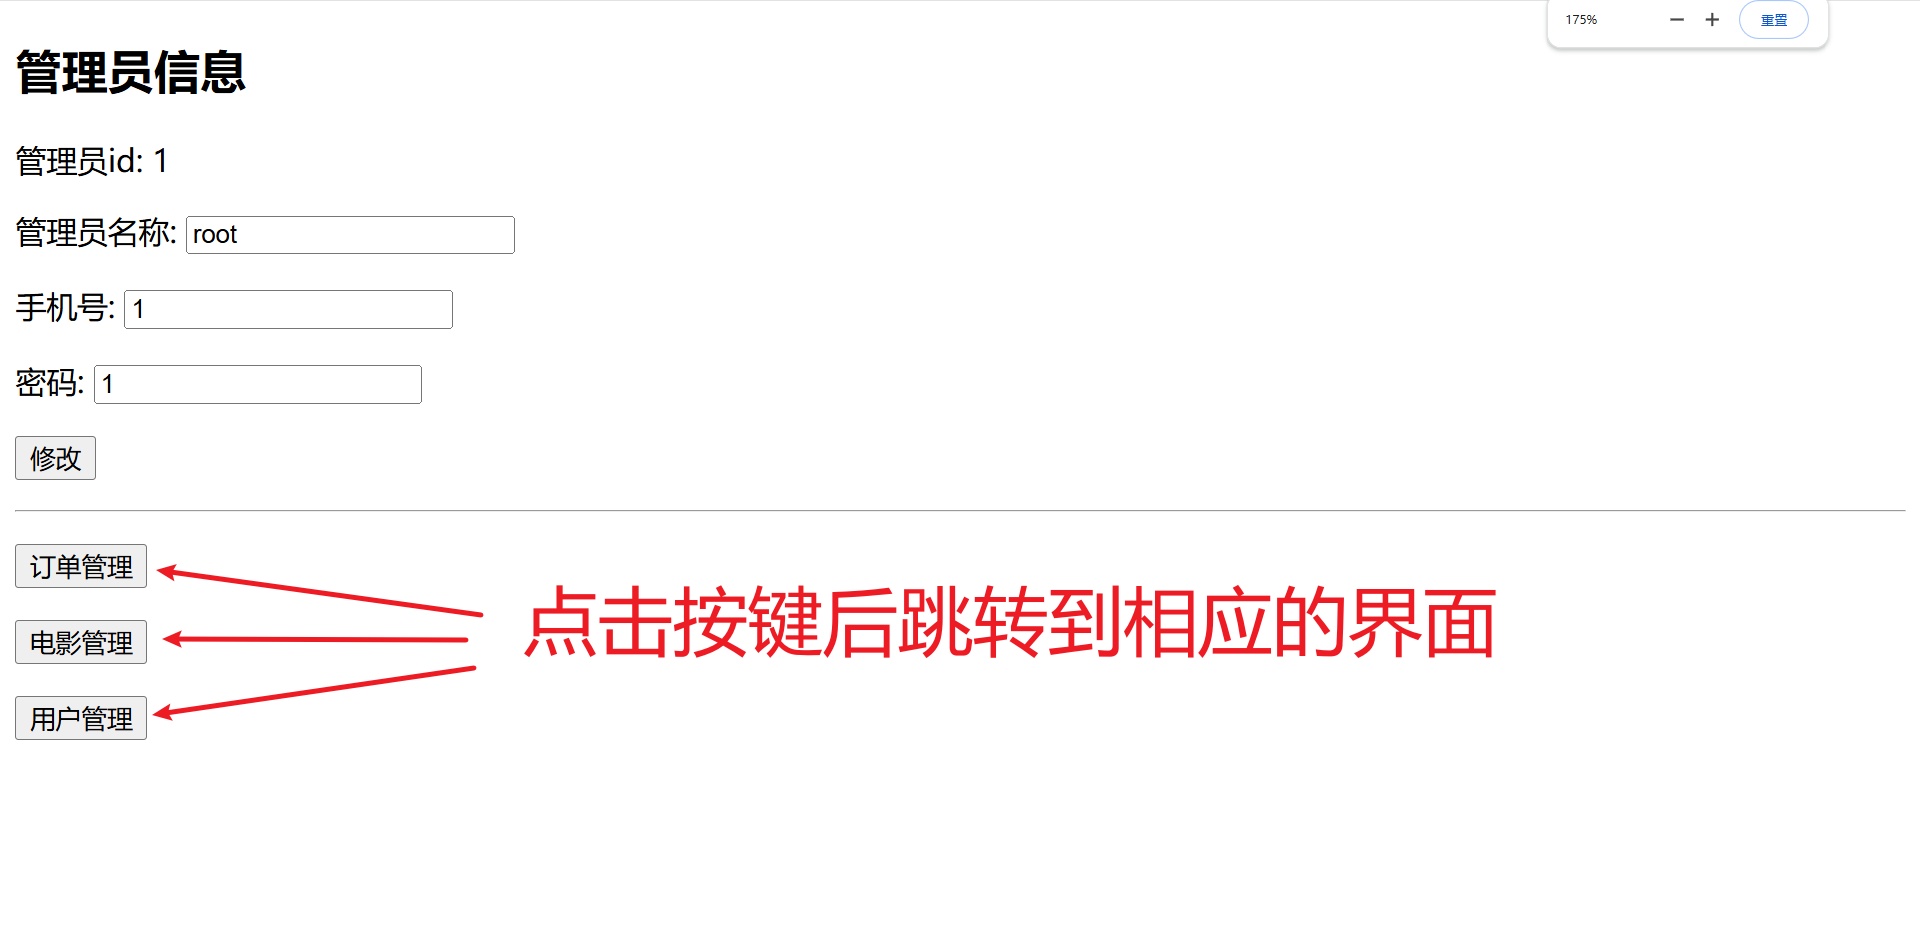 175%
重置
管理员信息
管理员id: 1
管理员名称: root
手机号: 1
密码: 1
修改
订单管理
电影管理
用户管理
点击按键后跳转到相应的界面